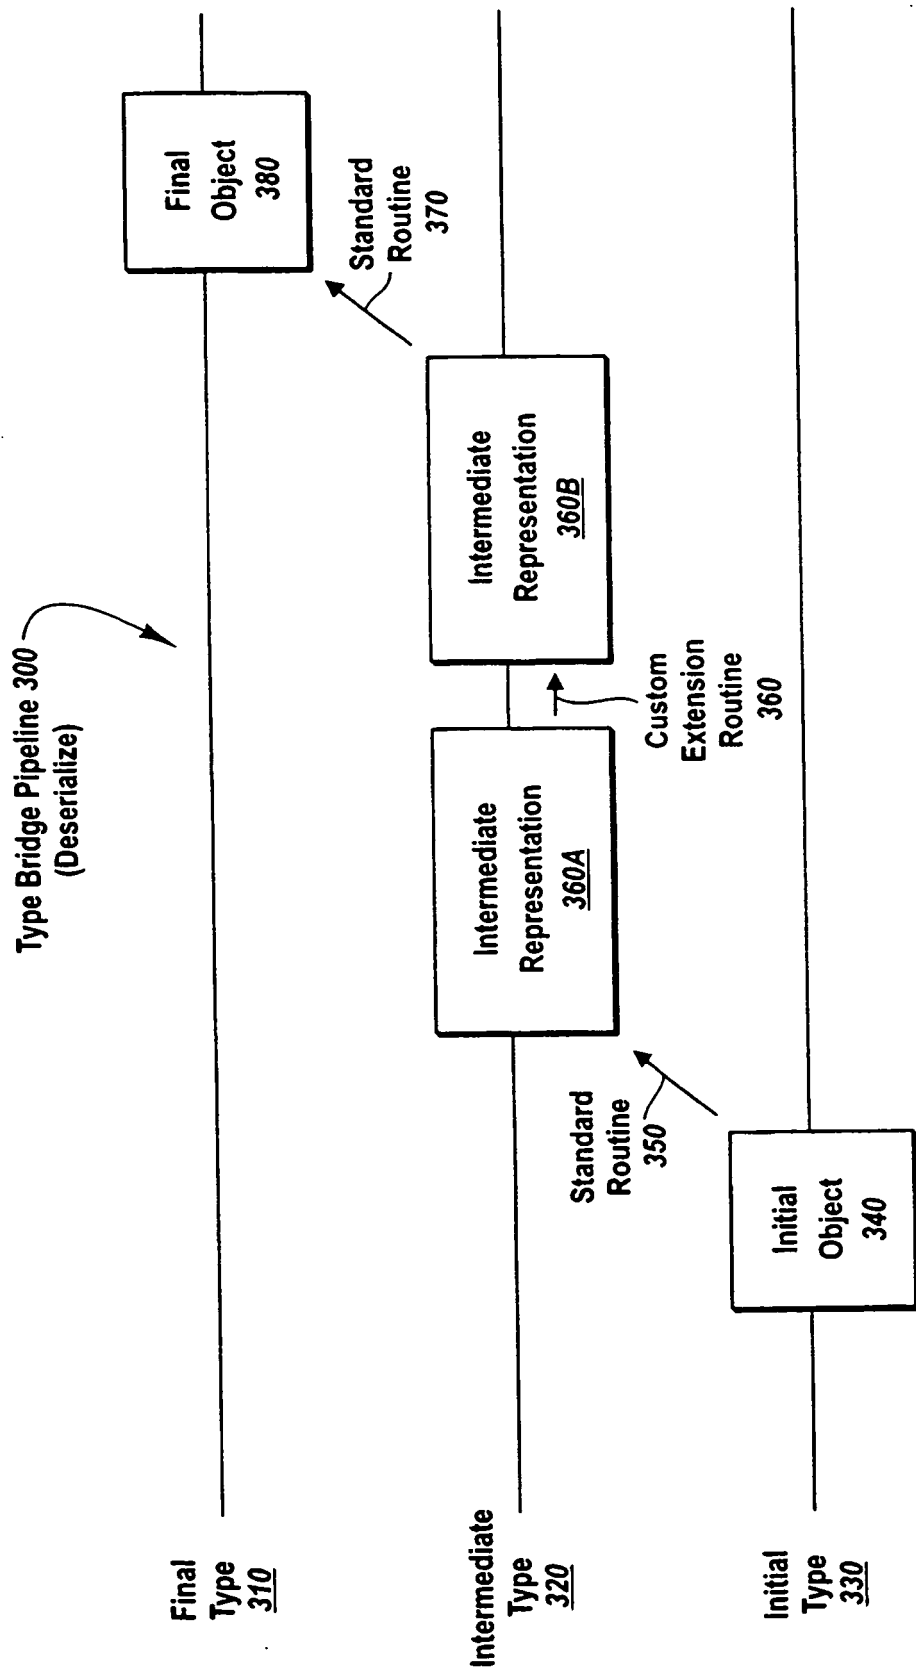 Type Bridge Pipeline 300
(Deserialize)
Final
Type
310
Final
Object
380
Standard
Routine
370
Intermediate
Type
320
Intermediate
Representation
360A
Intermediate
Representation
360B
Custom
Extension
Routine
360
Standard
Routine
350
Initial
Type
330
Initial
Object
340